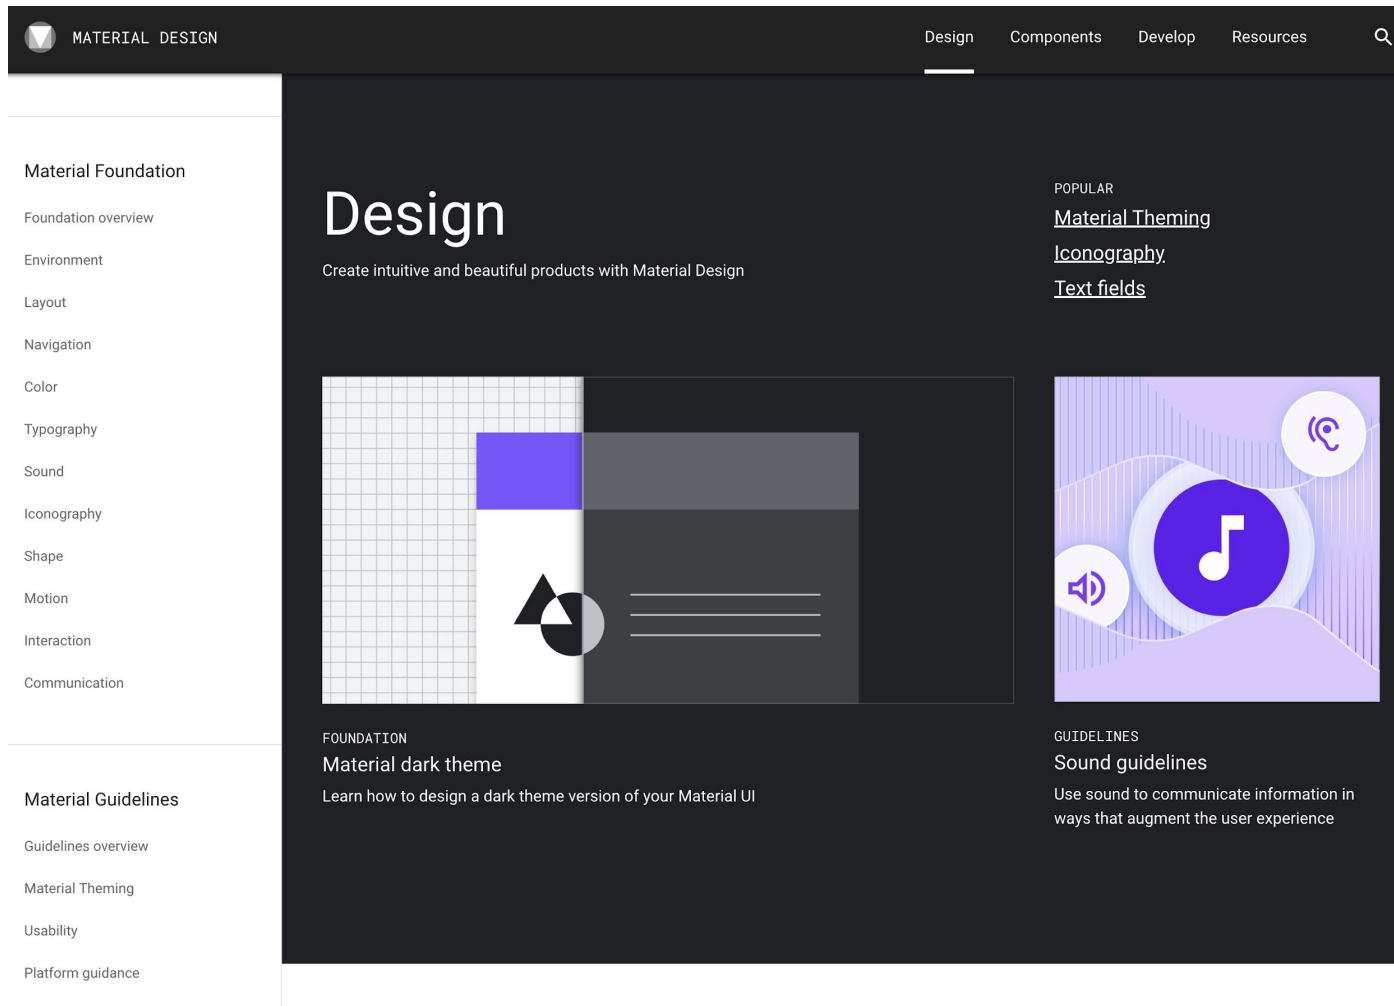 MATERIAL DESIGN
Design
Components
Develop
Resources
Material Foundation
Foundation overview
Environment
Layout
Navigation
Color
Typography
Sound
Iconography
Shape
Motion
Interaction
Communication
Material Guidelines
Guidelines overview
Material Theming
Usability
Platform guidance
Design
Create intuitive and beautiful products with Material Design
POPULAR
Material Theming
Iconography
Text fields
FOUNDATION
Material dark theme
Learn how to design a dark theme version of your Material UI
GUIDELINES
Sound guidelines
Use sound to communicate information in
ways that augment the user experience